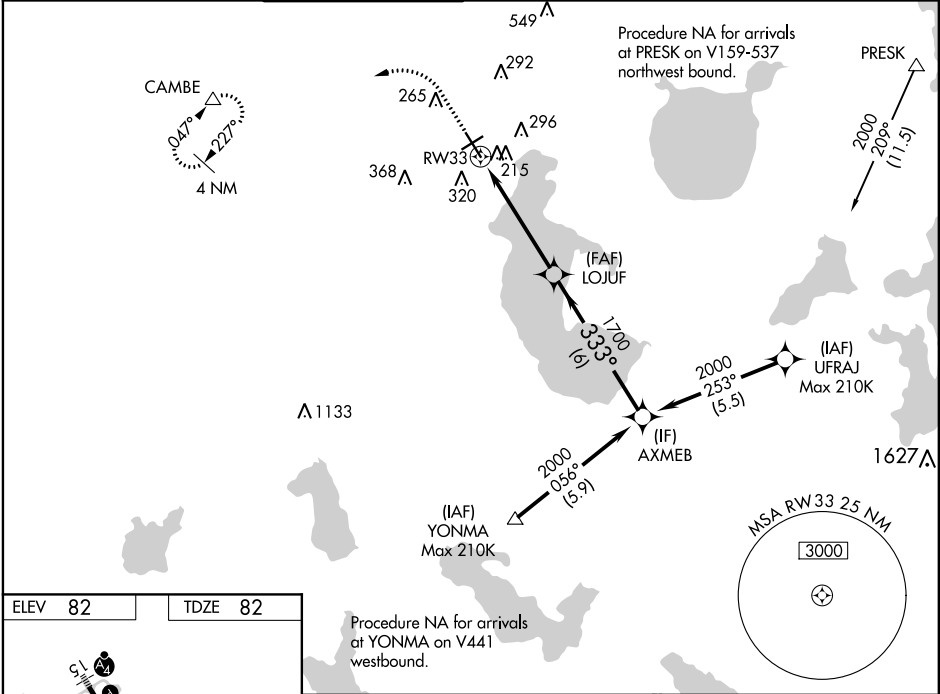 549
Procedure NA for arrivals
at PRESK on V159-537
northwest bound.
PRESK
292
CAMBE
265
047°
227°
296
2000
209°
(11.5)
RW33
215
368
320
4 NM
(FAF)
LOJUF
1700
333°
(6)
(IAF)
UFRAJ
Max 210K
2000
253°
(5.5)
1133
(IF)
AXMEB
1627
2000
056°
(5.9)
(IAF)
YONMA
Max 210K
MSA RW33 25 NM
3000
ELEV 82
TDZE 82
Procedure NA for arrivals
at YONMA on V441
westbound.
15
A4